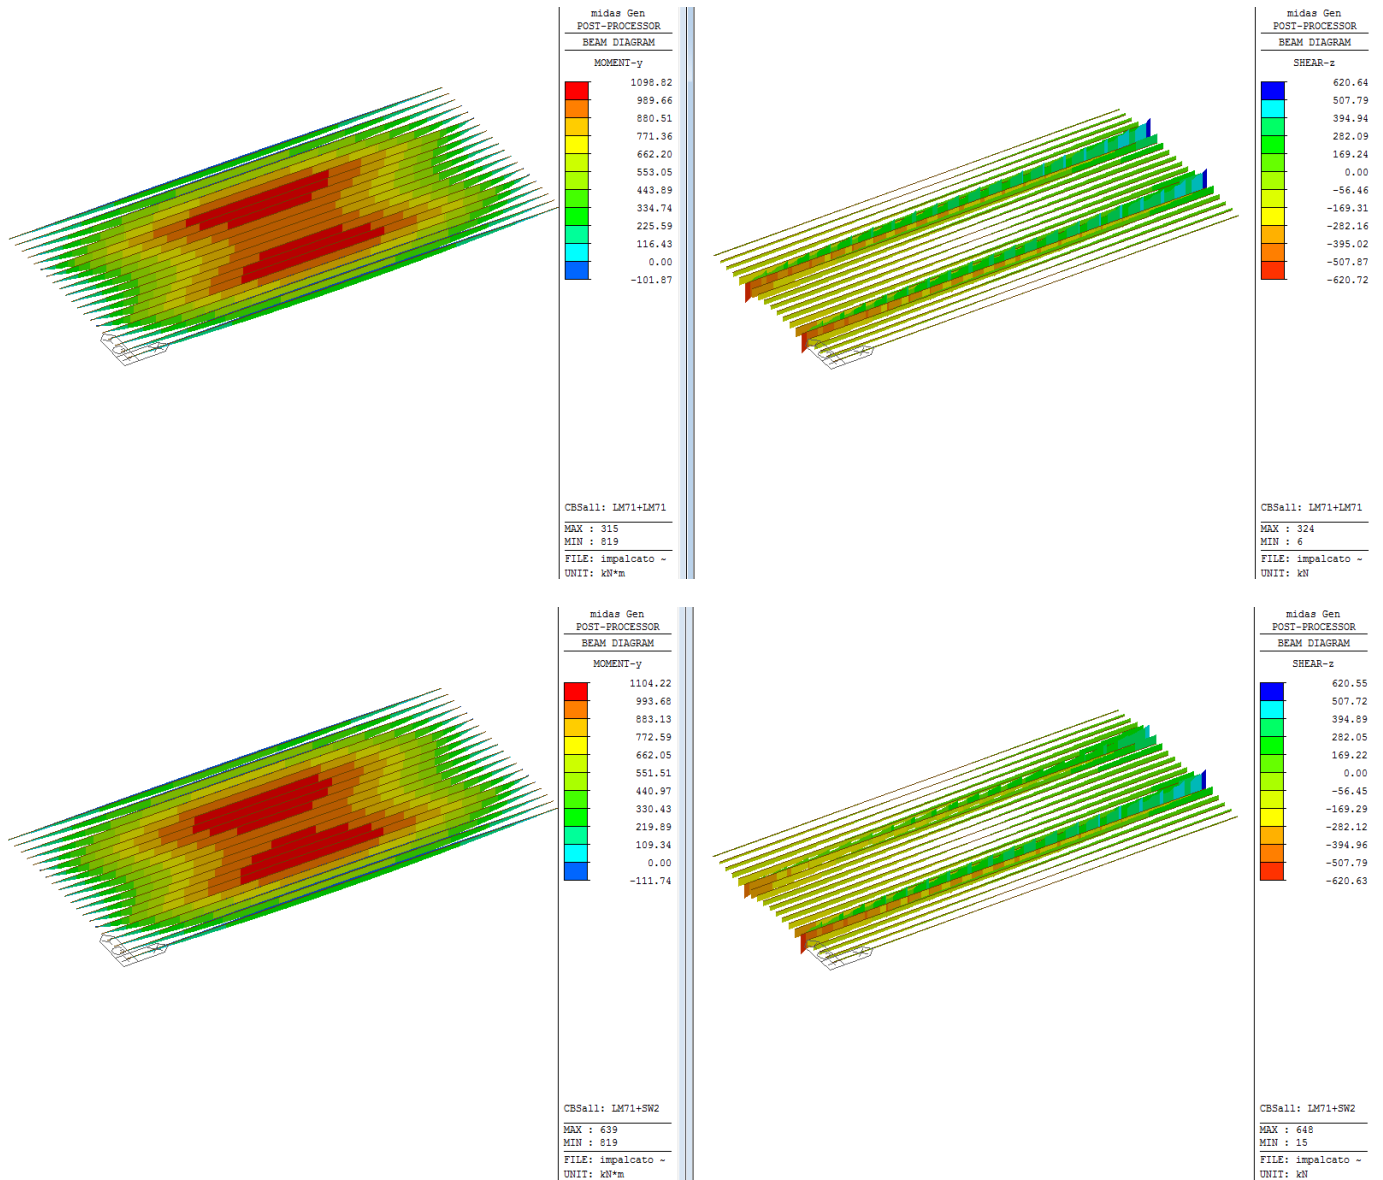 midas Gen
POST-PROCESSOR
BEAM DIAGRAM
MOMENT-y
1098.82
989.66
880.51
771.36
662.20
553.05
443.89
334.74
225.59
116.43
0.00
-101.87
CBSall: LM71+LM71
MAX : 315
MIN : 819
FILE: impalcato ~
UNIT: kN*m
midas Gen
POST-PROCESSOR
BEAM DIAGRAM
SHEAR-z
620.64
507.79
394.94
282.09
169.24
0.00
-56.46
-169.31
-282.16
-395.02
-507.87
-620.72
CBSall: LM71+LM71
MAX : 324
MIN : 6
FILE: impalcato ~
UNIT: kN
midas Gen
POST-PROCESSOR
BEAM DIAGRAM
MOMENT-y
1104.22
993.68
883.13
772.59
662.05
551.51
440.97
330.43
219.89
109.34
0.00
-111.74
CBSall: LM71+SW2
MAX : 639
MIN : 819
FILE: impalcato ~
UNIT: kN*m
midas Gen
POST-PROCESSOR
BEAM DIAGRAM
SHEAR-z
620.55
507.72
394.89
282.05
169.22
0.00
-56.45
-169.29
-282.12
-394.96
-507.79
-620.63
CBSall: LM71+SW2
MAX : 648
MIN : 15
FILE: impalcato ~
UNIT: kN